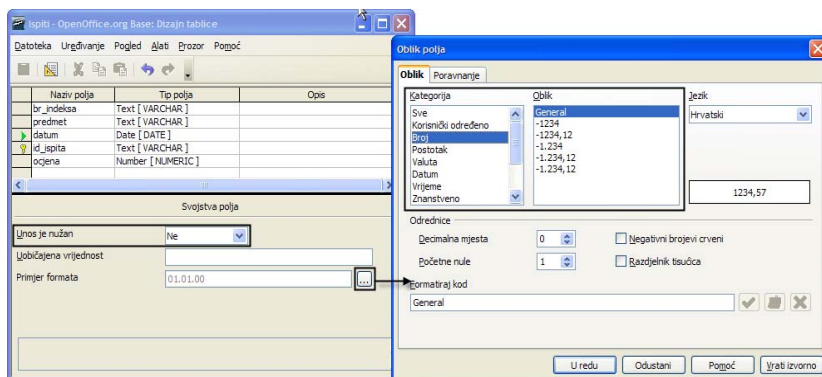 Ispiti - OpenOffice.org Base: Dizajn tablice
Datoteka Uređivanje Pogled Alati Prozor Pomoć
Naziv polja Tip polja Opis
br_indeksa Text [ VARCHAR ]
predmet Text [ VARCHAR ]
datum Date [ DATE ]
id_ispita Text [ VARCHAR ]
ocjena Number [ NUMERIC ]
Svojstva polja
Unos je nužan Ne
Uobičajena vrijednost
Primjer formata 01.01.00 ...
Oblik polja
Oblik Poravnanje
Kategorija Oblik Jezik
Sve General Hrvatski
Korisnički određeno -1234
Broj -1234,12
Postotak -1.234
Valuta -1.234,12
Datum -1.234,12
Vrijeme
Znanstveno 1234,57
Odrednice
Decimalna mjesta 0 Negativni brojevi crveni
Početne nule 1 Razdjelnik tisućca
Formatiraj kod
General
U redu Odustani Pomoć Vrati izvorno